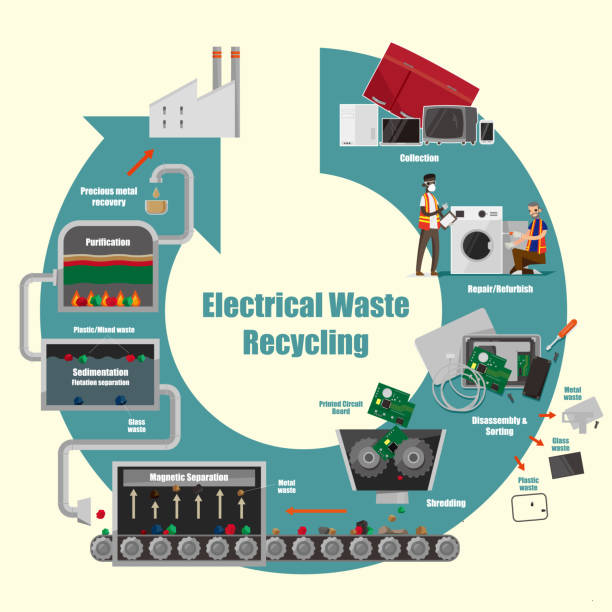 Collection
Repair/Refurbish
Electrical Waste
Recycling
Disassembly &
Sorting
Metal
waste
Glass
waste
Plastic
waste
Printed Circuit
Board
Shredding
Magnetic Separation
Metal
waste
Glass
waste
Sedimentation
Flotation separation
Plastic/Mixed waste
Purification
Precious metal
recovery